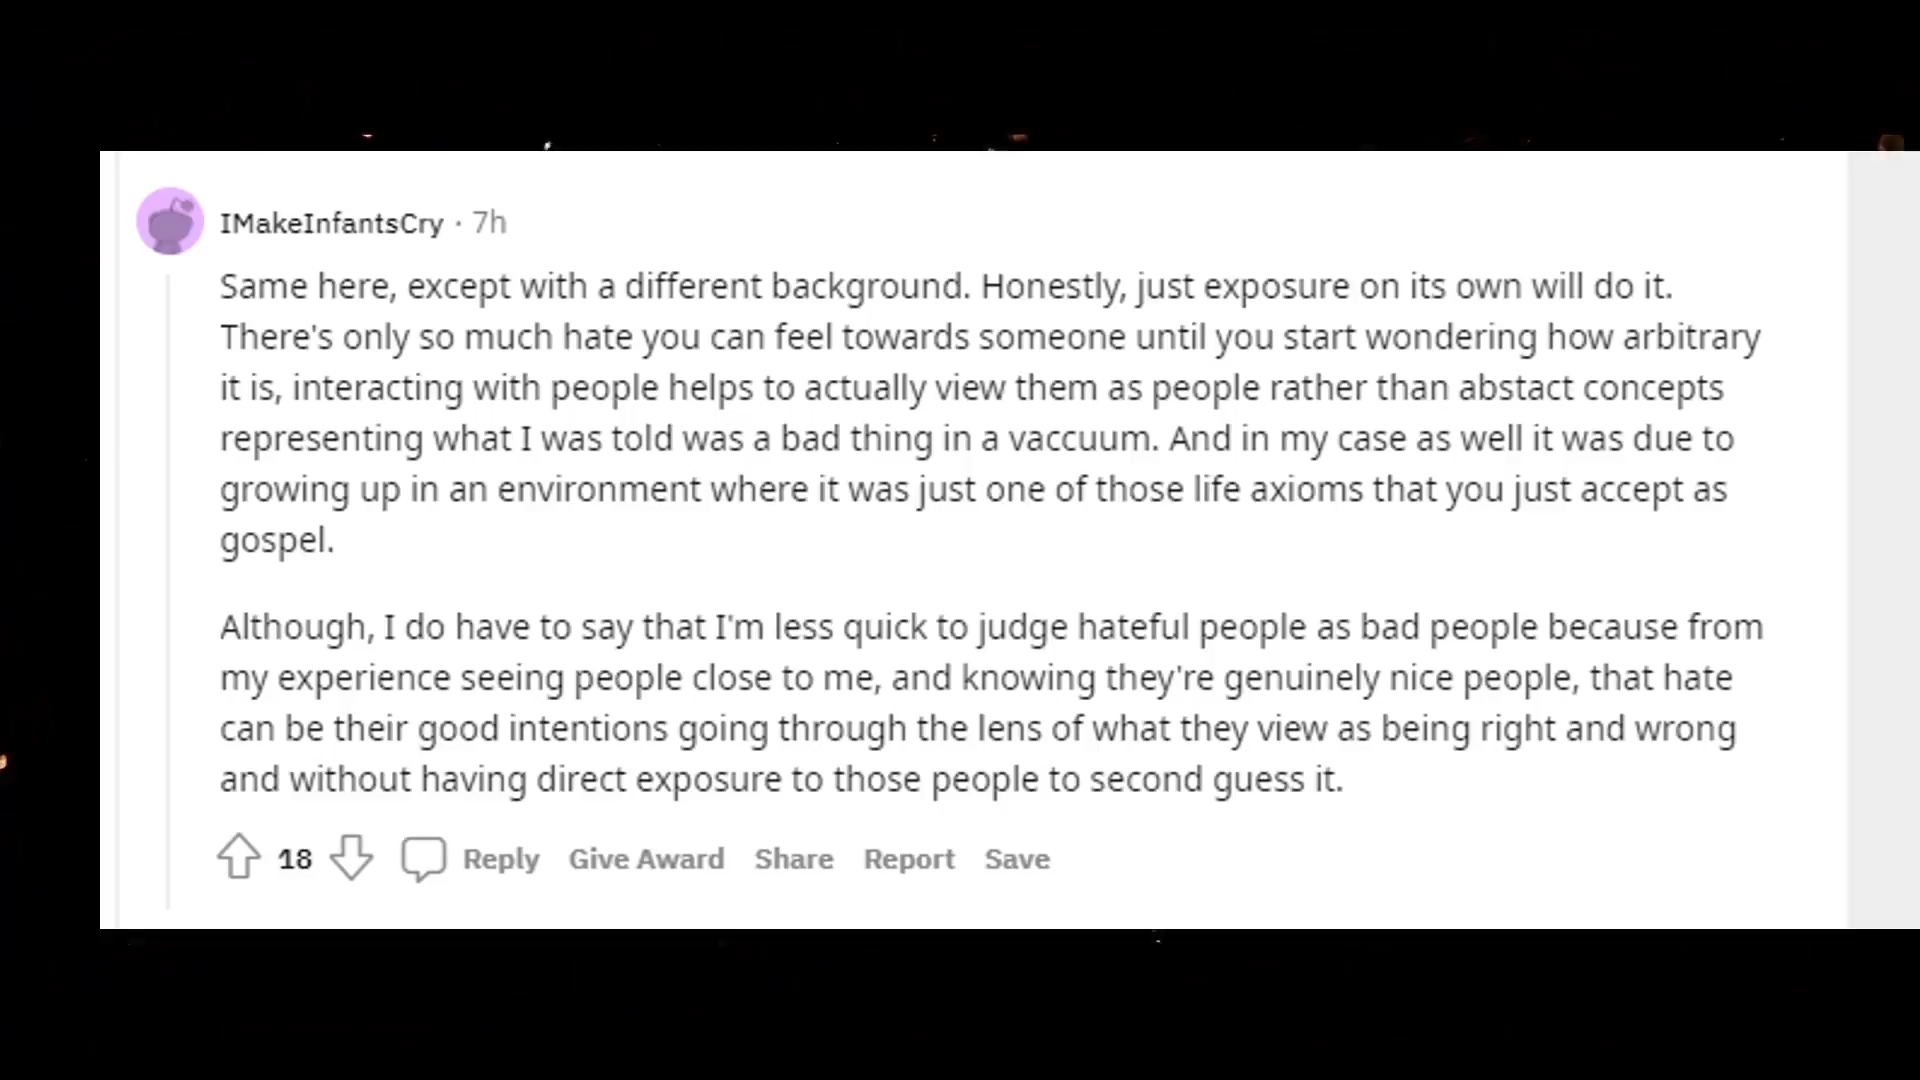 IMakeInfantsCry · 7h
Same here, except with a different background. Honestly, just exposure on its own will do it.
There's only so much hate you can feel towards someone until you start wondering how arbitrary
it is, interacting with people helps to actually view them as people rather than abstact concepts
representing what I was told was a bad thing in a vaccuum. And in my case as well it was due to
growing up in an environment where it was just one of those life axioms that you just accept as
gospel.
Although, I do have to say that I'm less quick to judge hateful people as bad people because from
my experience seeing people close to me, and knowing they're genuinely nice people, that hate
can be their good intentions going through the lens of what they view as being right and wrong
and without having direct exposure to those people to second guess it.
18 Reply Give Award Share Report Save